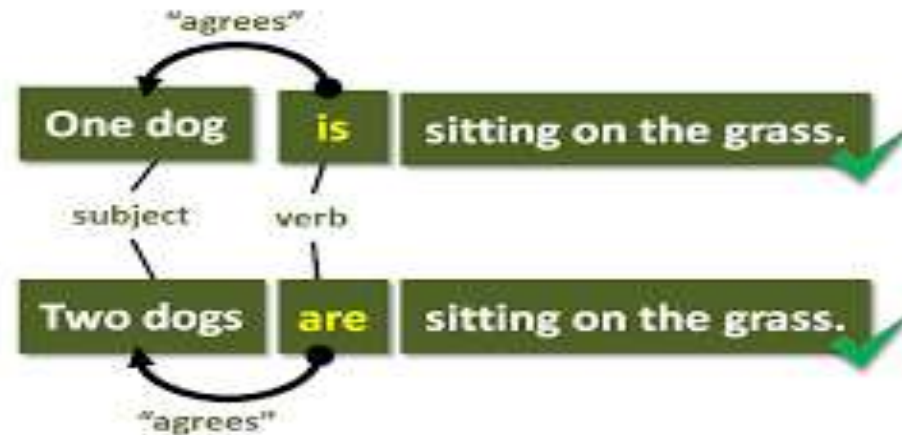 "agrees"
One dog is sitting on the grass.
subject verb
Two dogs are sitting on the grass.
"agrees"